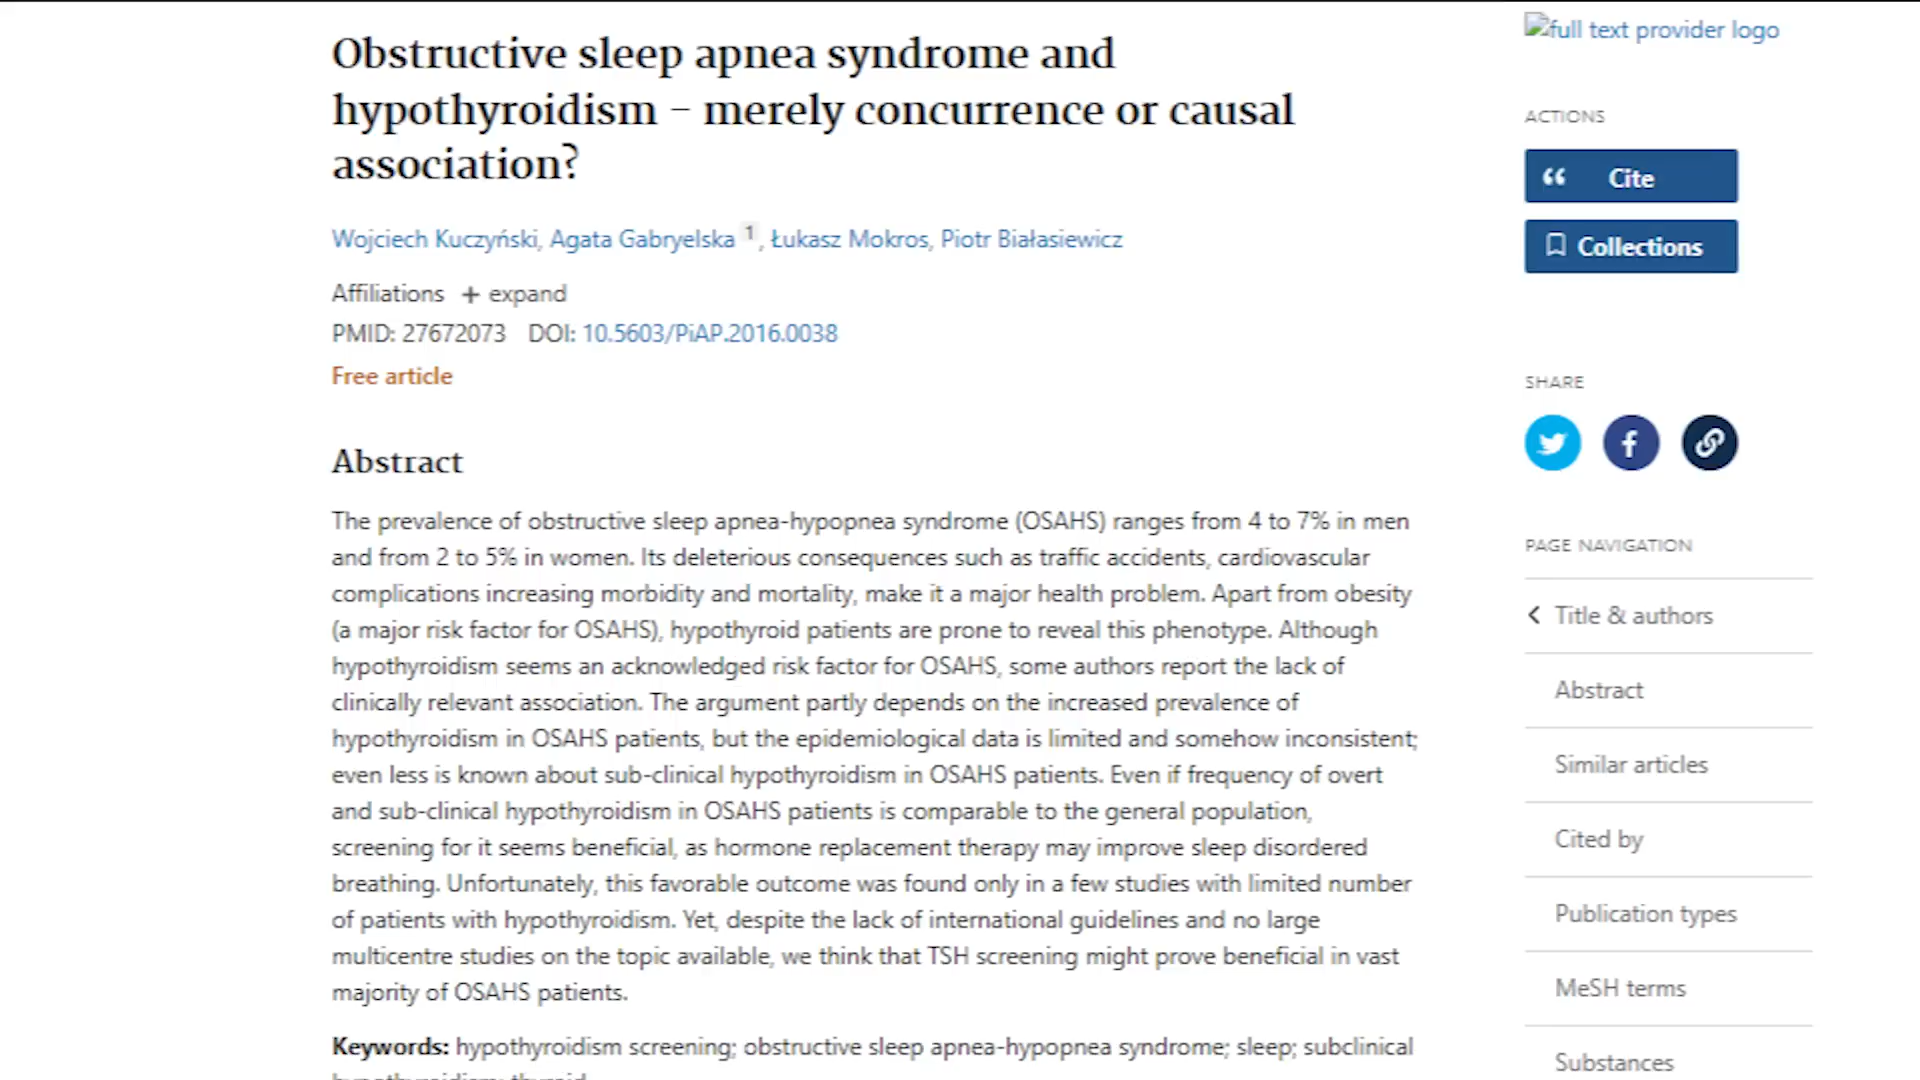 Obstructive sleep apnea syndrome and
hypothyroidism – merely concurrence or causal
association?
Wojciech Kuczyński, Agata Gabryelska 1, Łukasz Mokros, Piotr Białasiewicz
Affiliations + expand
PMID: 27672073 DOI: 10.5603/PiAP.2016.0038
Free article
Abstract
The prevalence of obstructive sleep apnea-hypopnea syndrome (OSAHS) ranges from 4 to 7% in men
and from 2 to 5% in women. Its deleterious consequences such as traffic accidents, cardiovascular
complications increasing morbidity and mortality, make it a major health problem. Apart from obesity
(a major risk factor for OSAHS), hypothyroid patients are prone to reveal this phenotype. Although
hypothyroidism seems an acknowledged risk factor for OSAHS, some authors report the lack of
clinically relevant association. The argument partly depends on the increased prevalence of
hypothyroidism in OSAHS patients, but the epidemiological data is limited and somehow inconsistent;
even less is known about sub-clinical hypothyroidism in OSAHS patients. Even if frequency of overt
and sub-clinical hypothyroidism in OSAHS patients is comparable to the general population,
screening for it seems beneficial, as hormone replacement therapy may improve sleep disordered
breathing. Unfortunately, this favorable outcome was found only in a few studies with limited number
of patients with hypothyroidism. Yet, despite the lack of international guidelines and no large
multicentre studies on the topic available, we think that TSH screening might prove beneficial in vast
majority of OSAHS patients.
Keywords: hypothyroidism screening; obstructive sleep apnea-hypopnea syndrome; sleep; subclinical
full text provider logo
ACTIONS
Cite
Collections
SHARE
PAGE NAVIGATION
Title & authors
Abstract
Similar articles
Cited by
Publication types
MeSH terms
Substances